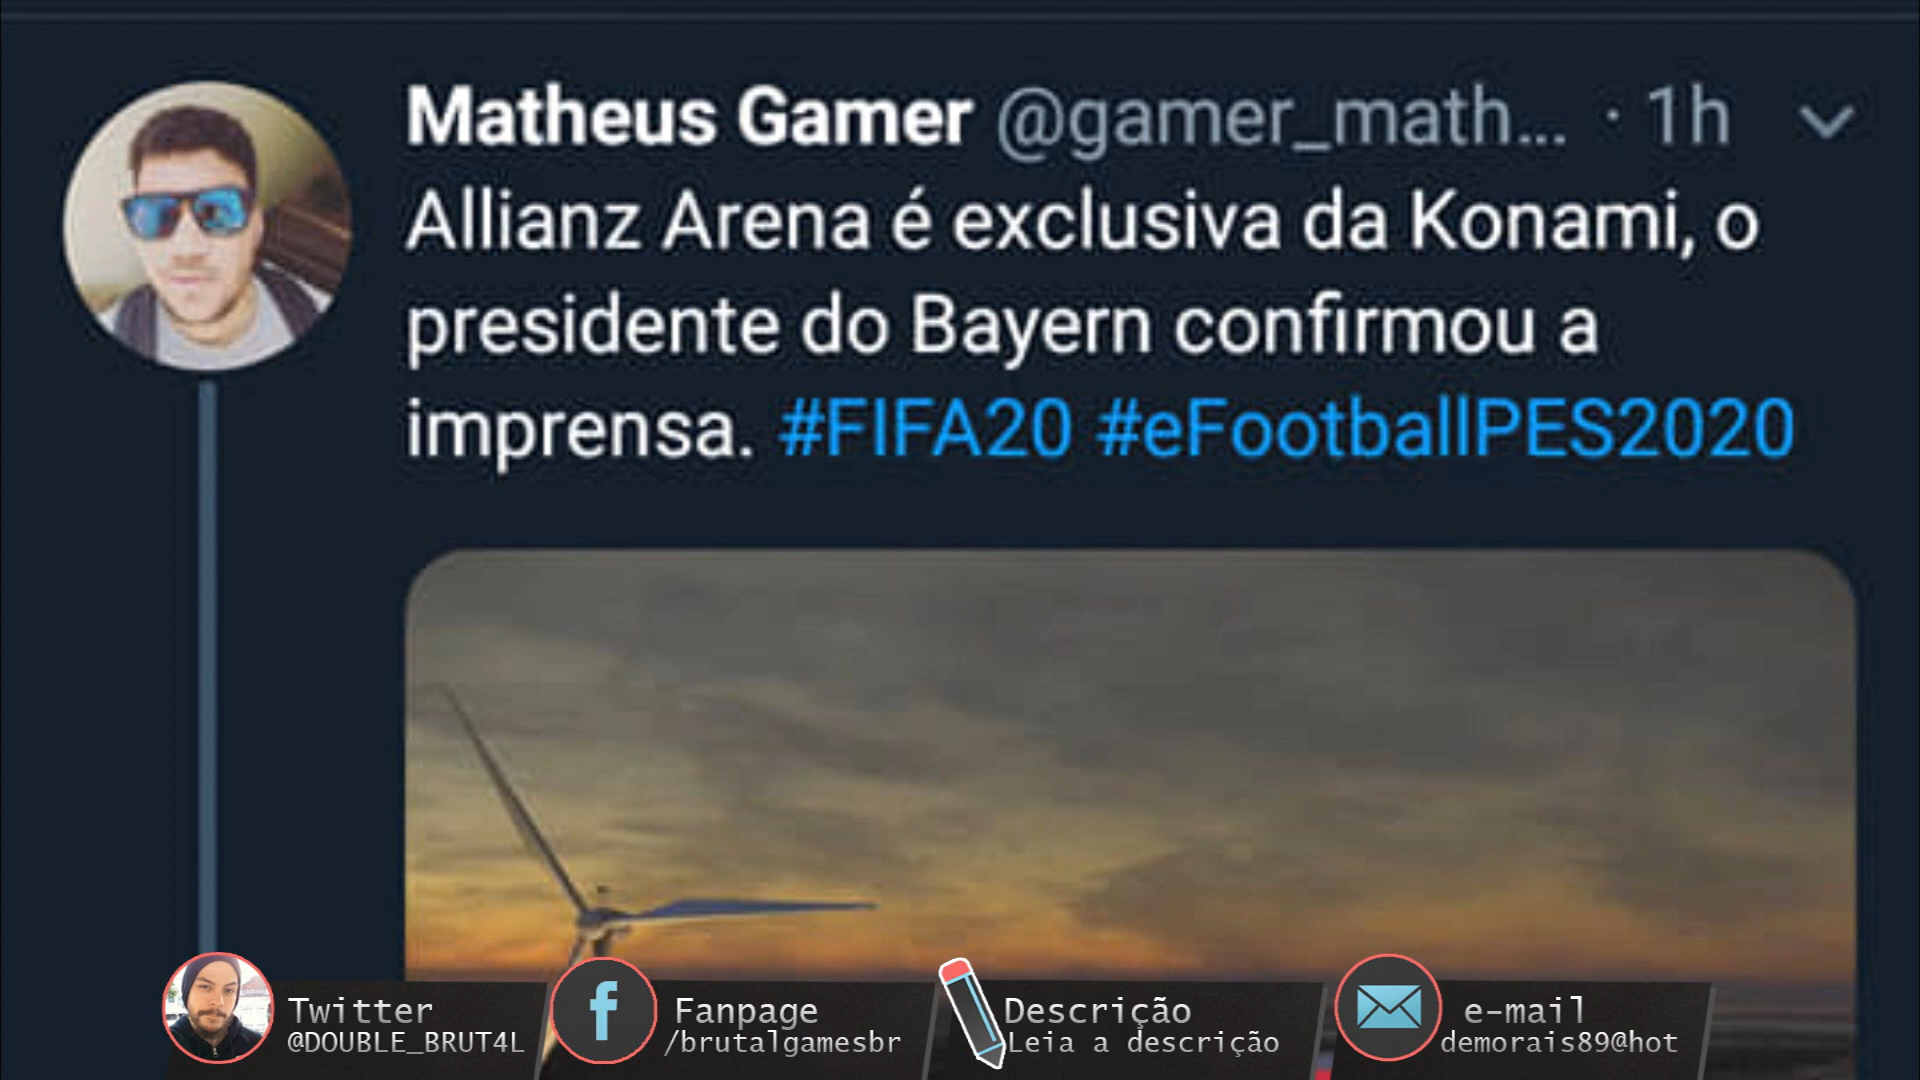 Matheus Gamer @gamer_math... · 1h
Allianz Arena é exclusiva da Konami, o
presidente do Bayern confirmou a
imprensa. #FIFA20 #eFootballPES2020
Twitter
@DOUBLE_BRUT4L
Fanpage
/brutalgamesbr
Descrição
Leia a descrição
e-mail
demorais89@hot